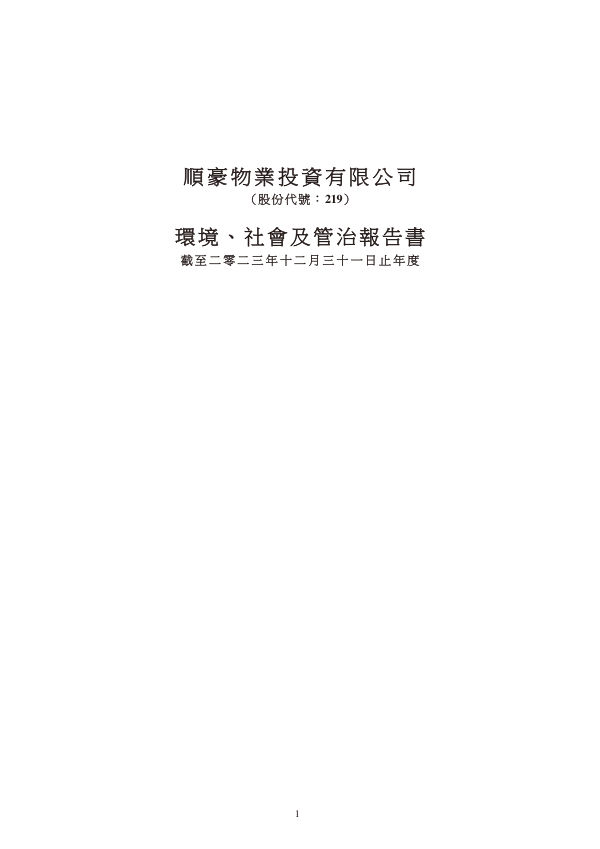 順豪物業投資有限公司
（股份代號：219）
環境、社會及管治報告書
截至二零二三年十二月三十一日止年度
1